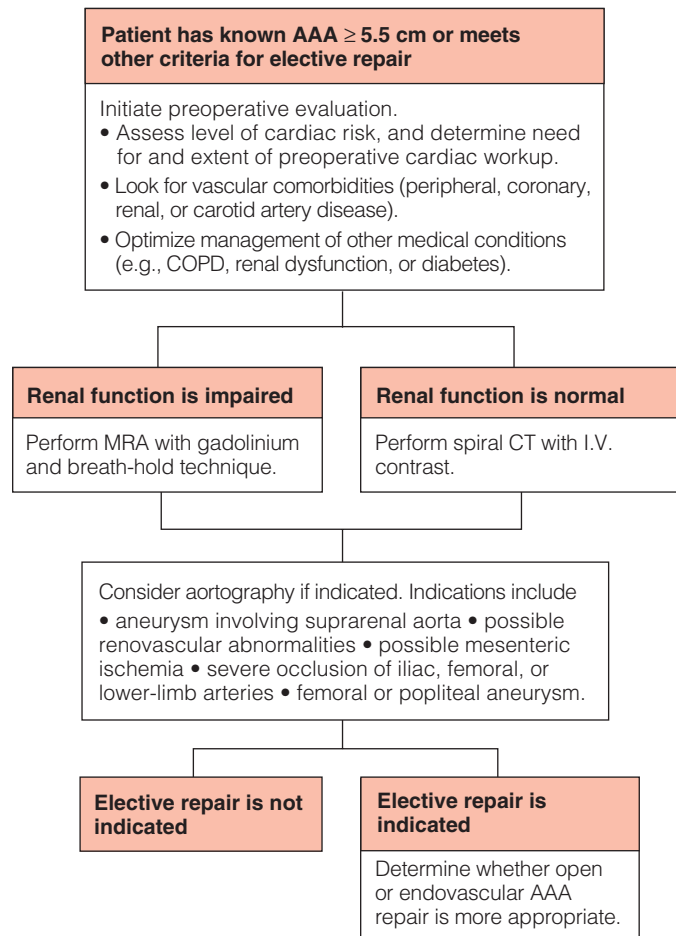 Patient has known AAA ≥ 5.5 cm or meets
other criteria for elective repair
Initiate preoperative evaluation.
• Assess level of cardiac risk, and determine need
for and extent of preoperative cardiac workup.
• Look for vascular comorbidities (peripheral, coronary,
renal, or carotid artery disease).
• Optimize management of other medical conditions
(e.g., COPD, renal dysfunction, or diabetes).
Renal function is impaired
Perform MRA with gadolinium
and breath-hold technique.
Renal function is normal
Perform spiral CT with I.V.
contrast.
Consider aortography if indicated. Indications include
• aneurysm involving suprarenal aorta • possible
renovascular abnormalities • possible mesenteric
ischemia • severe occlusion of iliac, femoral, or
lower-limb arteries • femoral or popliteal aneurysm.
Elective repair is not
indicated
Elective repair is
indicated
Determine whether open
or endovascular AAA
repair is more appropriate.